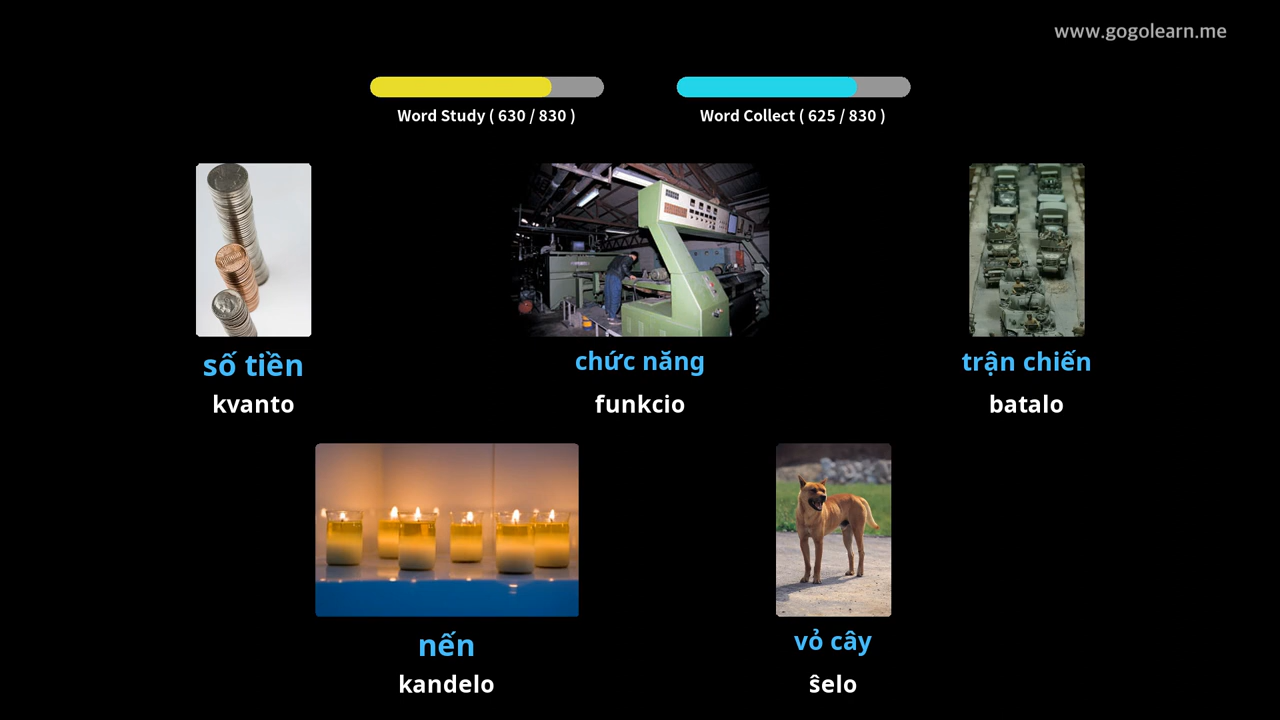 www.gogolearn.me
Word Study ( 630 / 830 )
Word Collect ( 625 / 830 )
số tiền
kvanto
chức năng
funkcio
trận chiến
batalo
nến
kandelo
vỏ cây
ŝelo